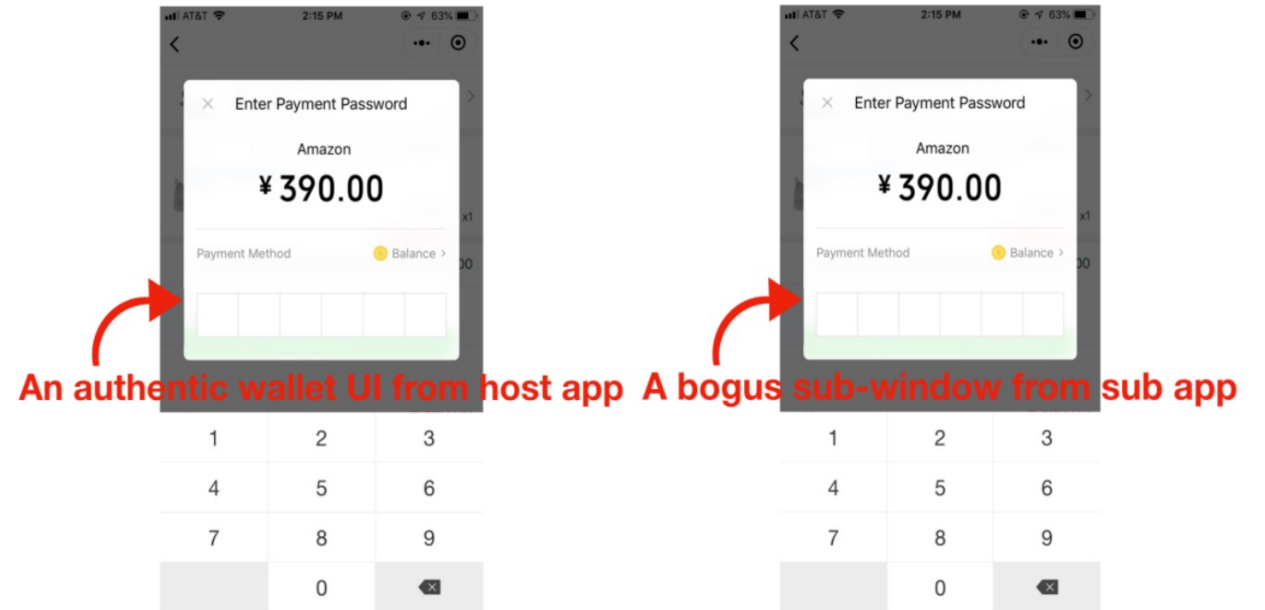 AT&T 2:15 PM 63%
Enter Payment Password
Amazon
¥ 390.00
x1
Payment Method Balance
00
An authentic wallet UI from host app
1 2 3
4 5 6
7 8 9
0
AT&T 2:15 PM 63%
Enter Payment Password
Amazon
¥ 390.00
x1
Payment Method Balance
00
A bogus sub-window from sub app
1 2 3
4 5 6
7 8 9
0